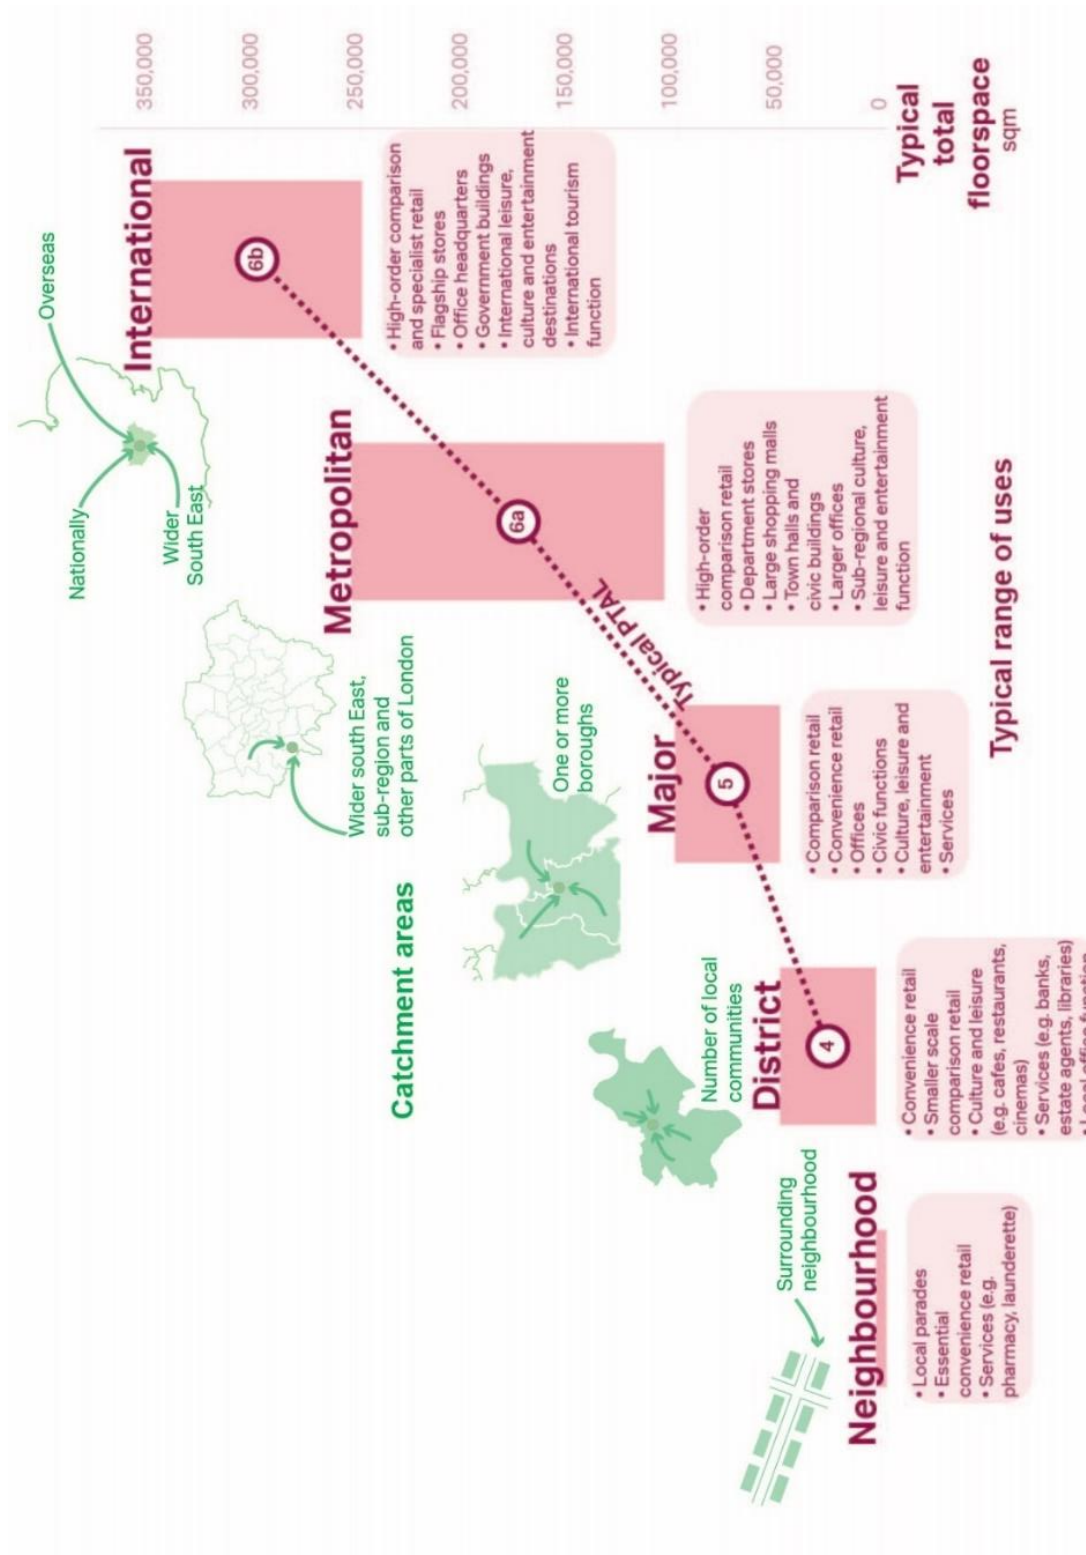 350,000
300,000
250,000
200,000
150,000
100,000
50,000
0
Typical
total
floorspace
sqm
International
6b
Overseas
Nationally
Wider
South East
• High-order comparison
and specialist retail
• Flagship stores
• Office headquarters
• Government buildings
• International leisure,
culture and entertainment
destinations
• International tourism
function
Metropolitan
6a
Wider south East,
sub-region and
other parts of London
• High-order
comparison retail
• Department stores
• Large shopping malls
• Town halls and
civic buildings
• Larger offices
• Sub-regional culture,
leisure and entertainment
function
Typical PTAL
Major
5
One or more
boroughs
• Comparison retail
• Convenience retail
• Offices
• Civic functions
• Culture, leisure and
entertainment
• Services
Typical range of uses
Catchment areas
District
4
Number of local
communities
• Convenience retail
• Smaller scale
comparison retail
• Culture and leisure
(e.g. cafes, restaurants,
cinemas)
• Services (e.g. banks,
estate agents, libraries)
Neighbourhood
Surrounding
neighbourhood
• Local parades
• Essential
convenience retail
• Services (e.g.
pharmacy, launderette)